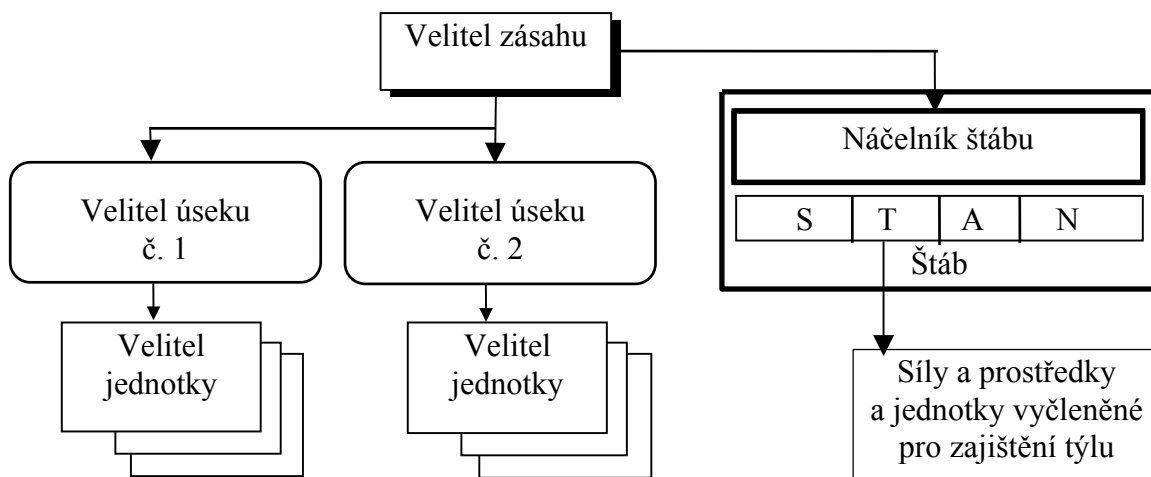 Velitel zásahu
Náčelník štábu
S T A N
Štáb
Velitel úseku
č. 1
Velitel úseku
č. 2
Velitel
jednotky
Velitel
jednotky
Síly a prostředky
a jednotky vyčleněné
pro zajištění týlu